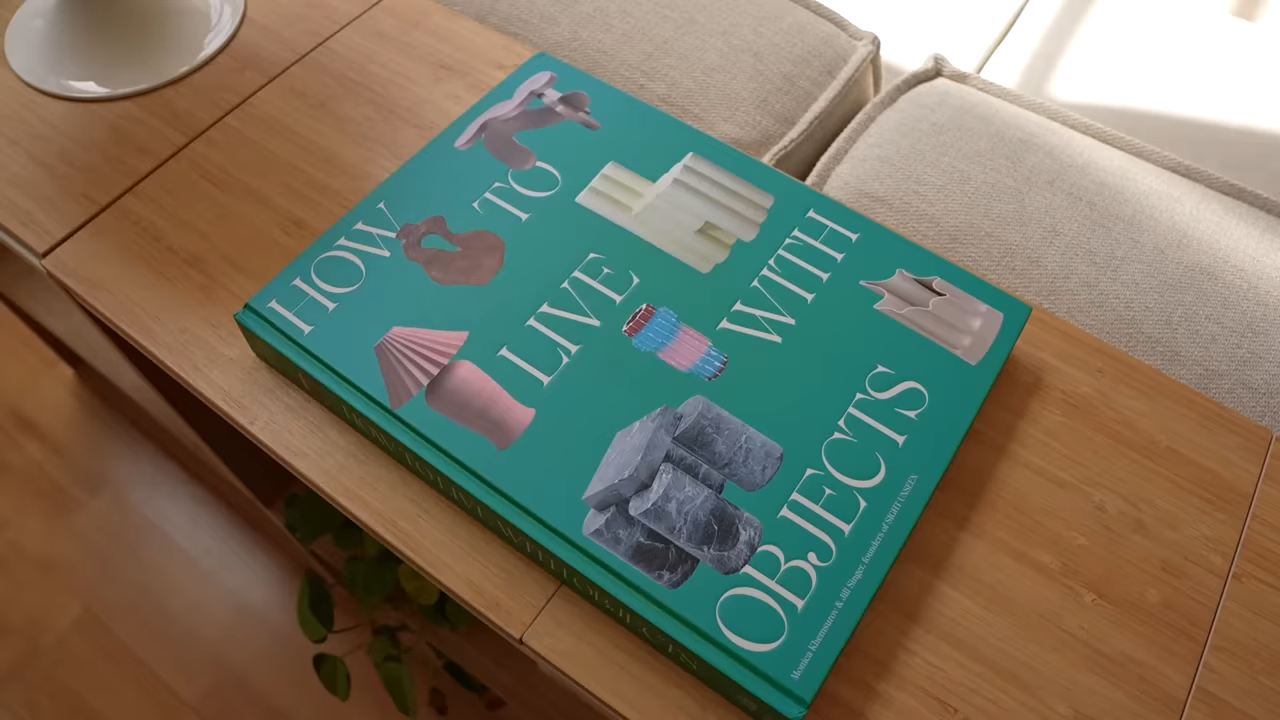 HOW TO
LIVE WITH
OBJECTS
Monica Khemsurov & Jill Singer, founders of SIGHT UNSEEN
HOW TO LIVE WITH OBJECTS